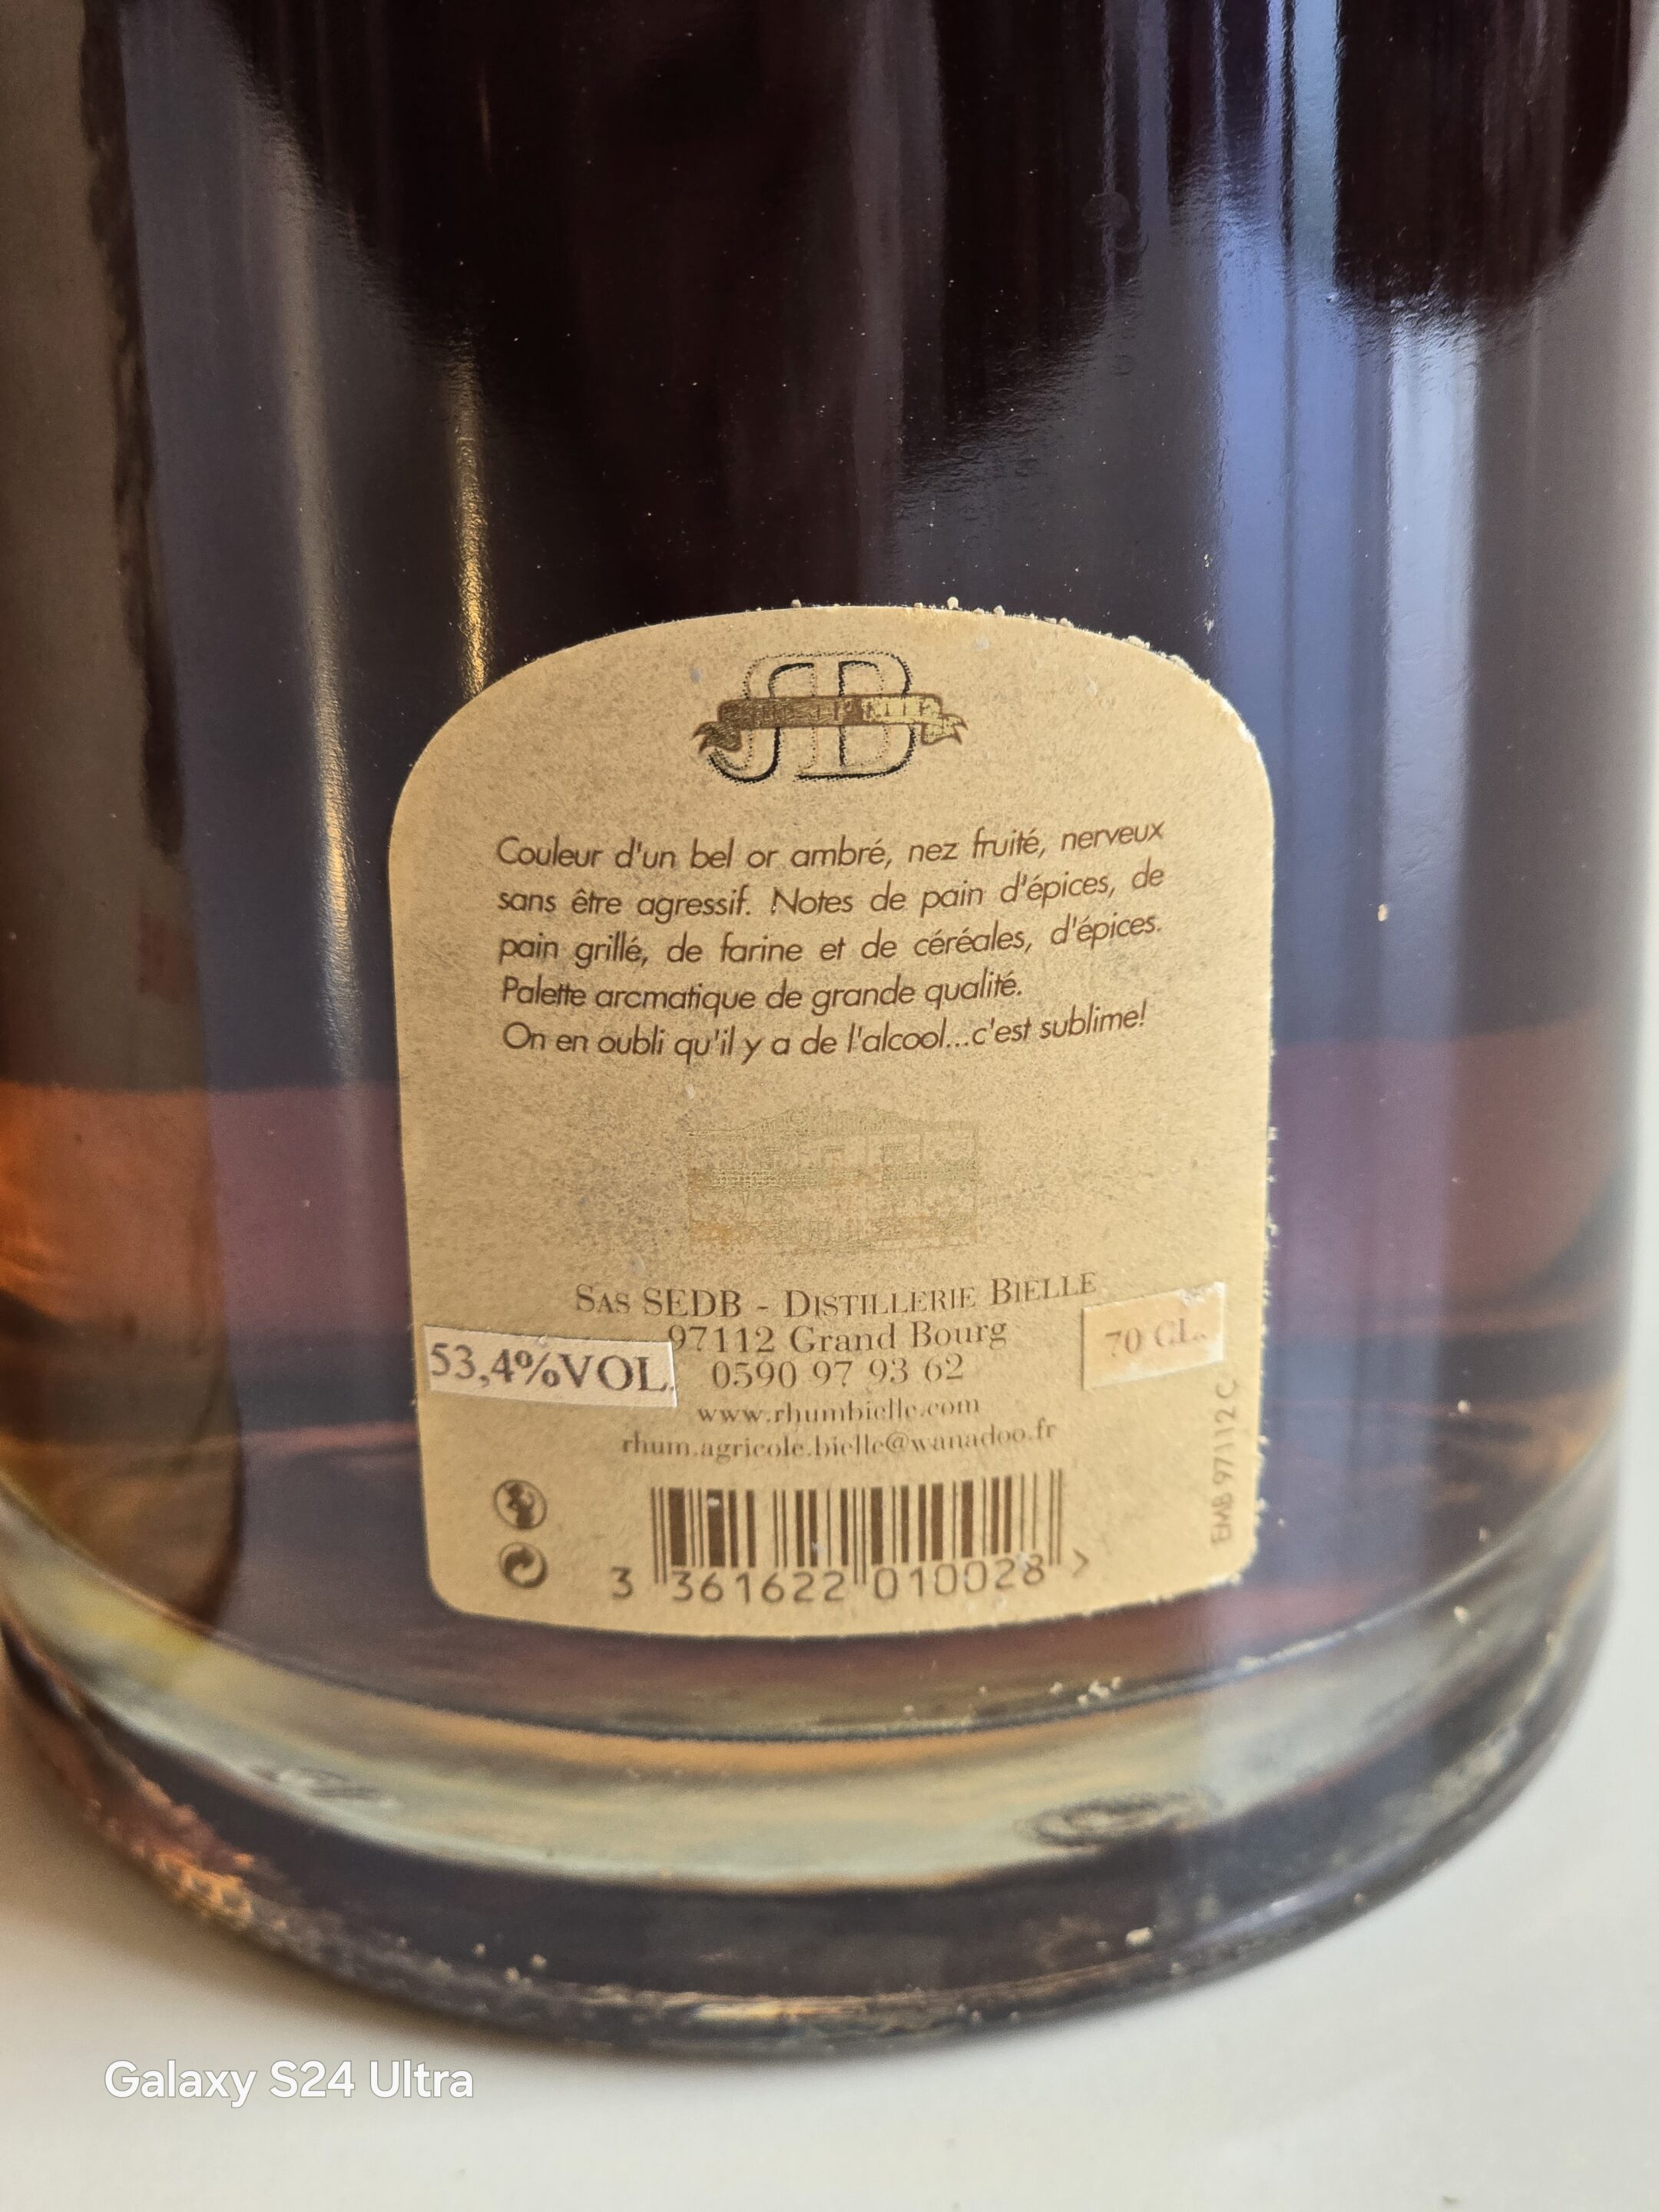 RB
Couleur d'un bel or ambré, nez fruité, nerveux
sans être agressif. Notes de pain d'épices, de
pain grillé, de farine et de céréales, d'épices.
Palette arcmatique de grande qualité.
On en oubli qu'il y a de l'alcool...c'est sublime!
SAS SEDB - DISTILLERIE BIELLE
97112 Grand Bourg
53,4%VOL.
70 CL.
0590 97 93 62
www.rhumbielle.com
rhum.agricole.bielle@wanadoo.fr
EMB 97112 C
3 361622 010028 >
Galaxy S24 Ultra